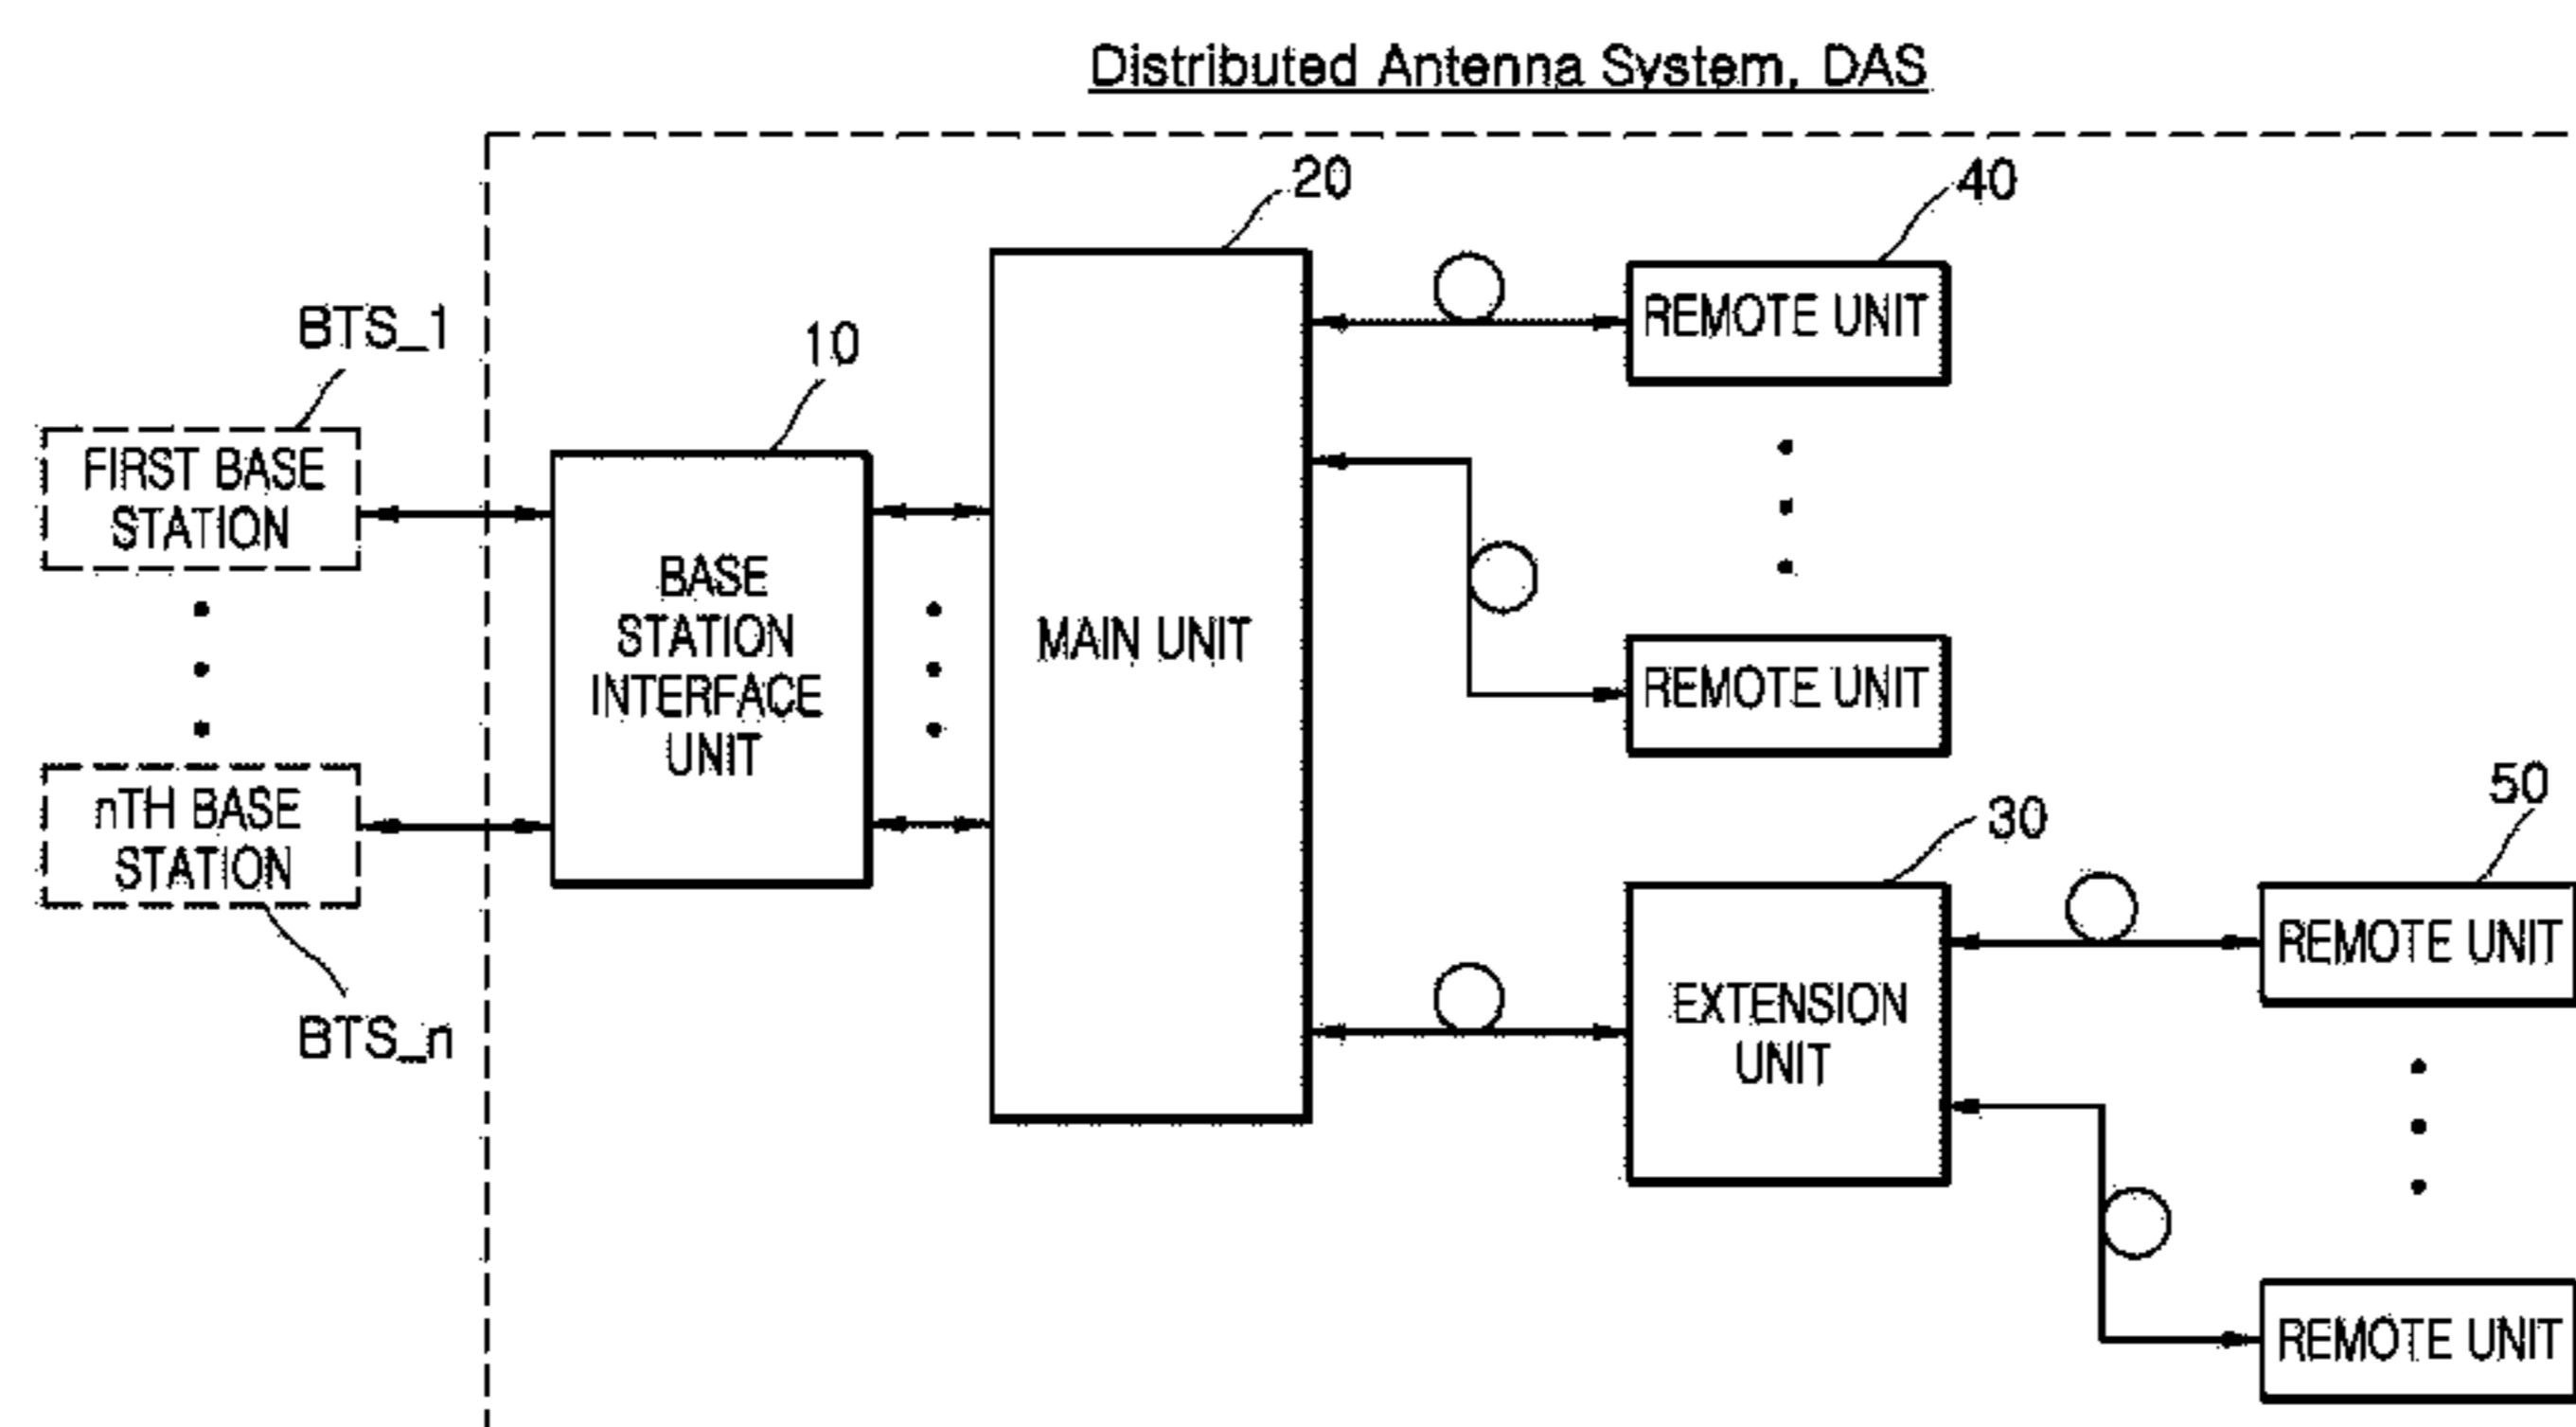 Distributed Antenna System, DAS
20
40
BTS_1
10
REMOTE UNIT
FIRST BASE
STATION
BASE
STATION
INTERFACE
UNIT
MAIN UNIT
REMOTE UNIT
nTH BASE
STATION
BTS_n
30
50
EXTENSION
UNIT
REMOTE UNIT
REMOTE UNIT